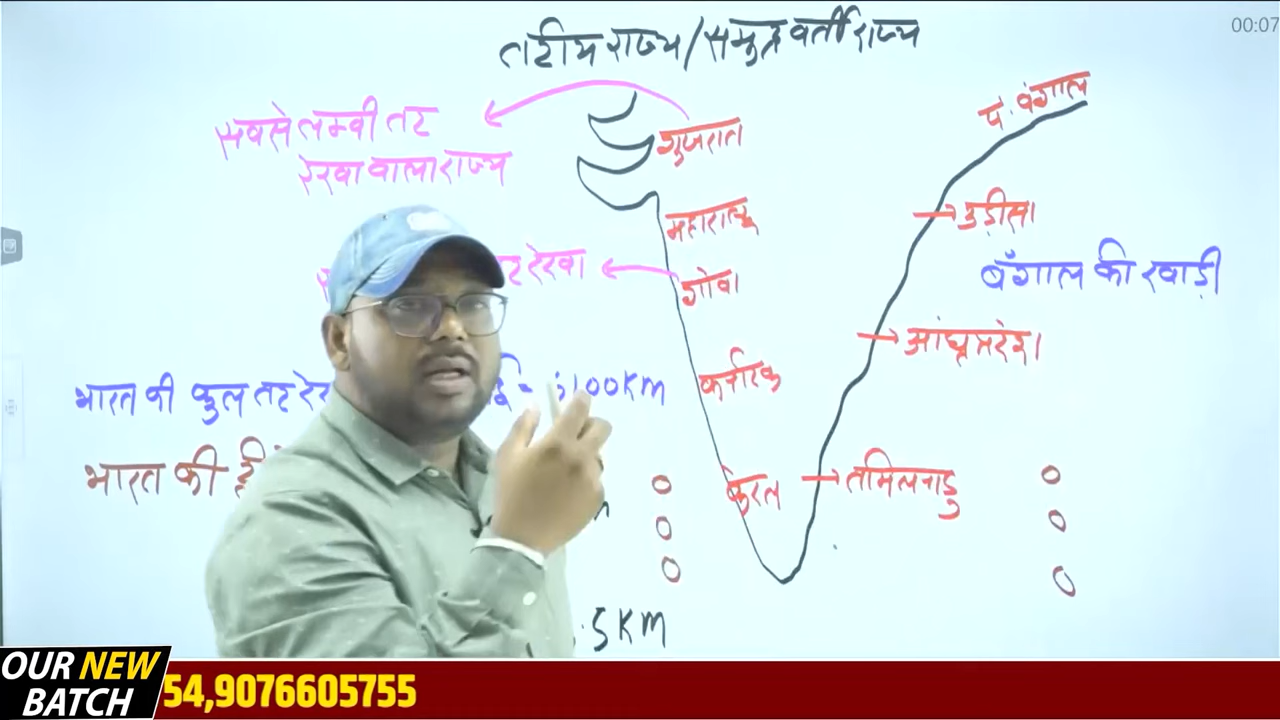 00:07
तटीय राज्य/समुद्रवर्ती राज्य
सबसे लम्बी तट
रेखा वाला राज्य
तट रेखा
भारत की कुल तट
100KM
भारत की
.5KM
गुजरात
महाराष्ट्र
गोवा
कर्नाटक
केरल
प. बंगाल
उड़ीसा
बँगाल की खाड़ी
आंध्रप्रदेश
तमिलनाडु
OUR NEW
BATCH
54,9076605755